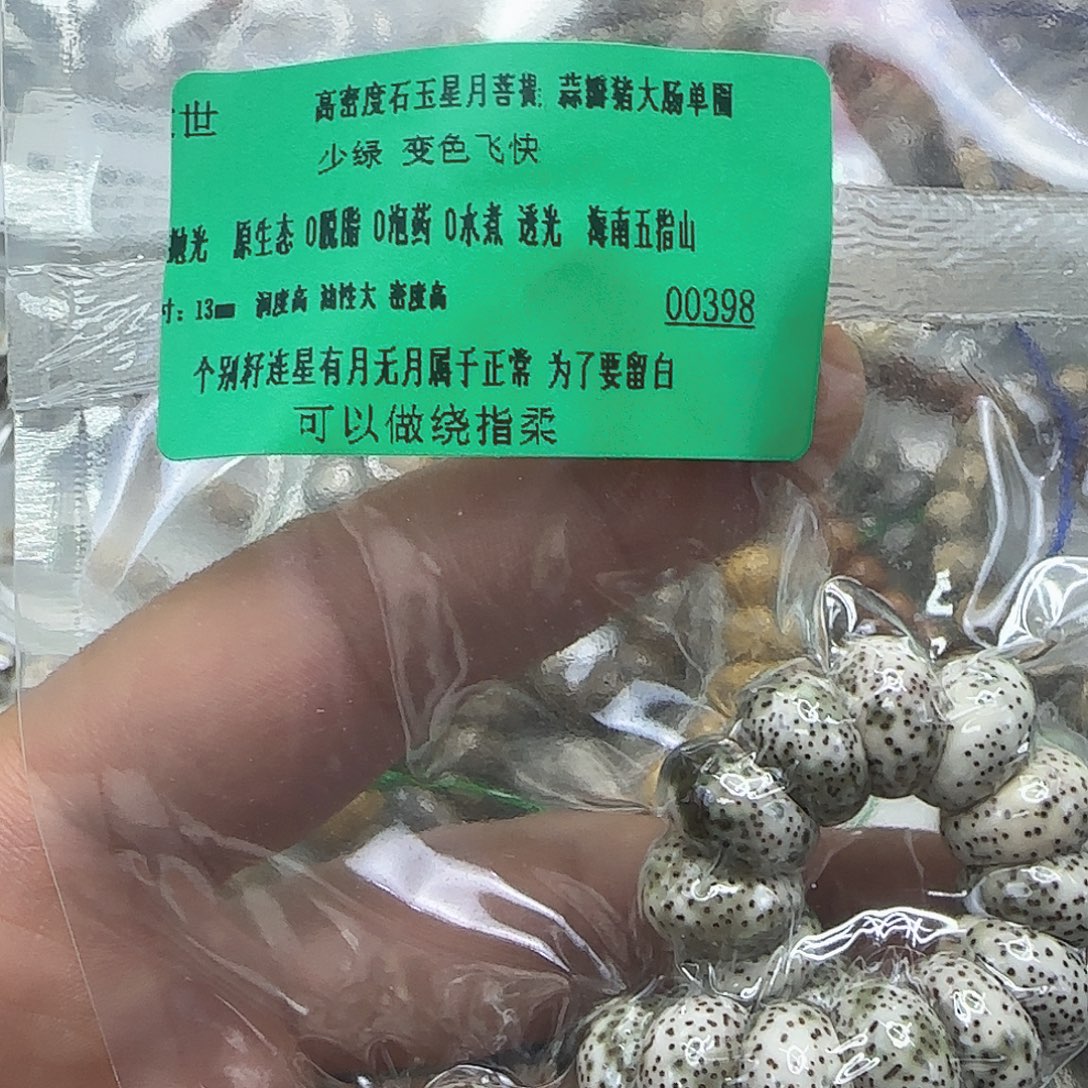 世
高密度石玉星月菩提 蒜瓣猪大肠单圈
少绿 变色飞快
抛光 原生态 0脱脂 0泡药 0水煮 透光 海南五指山
寸：13mm 润度高 油性大 密度高
00398
个别籽连星有月无月属于正常 为了要留白
可以做绕指柔